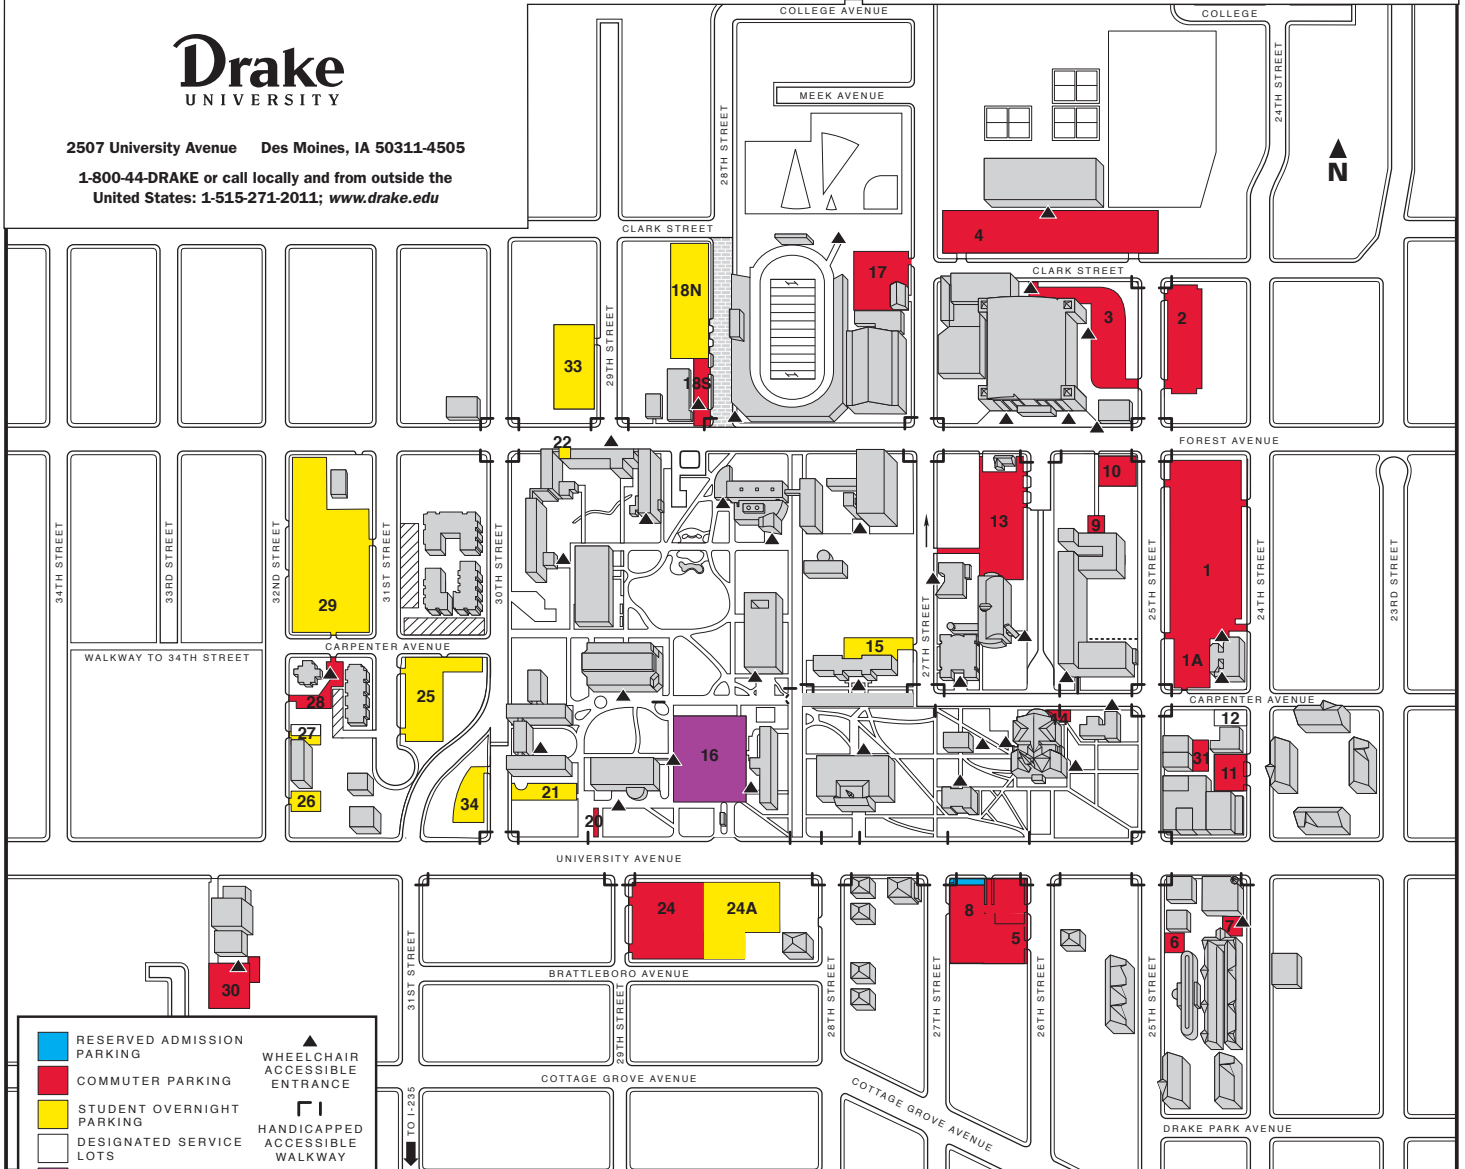 COLLEGE AVENUE
COLLEGE
Drake
UNIVERSITY
2507 University Avenue Des Moines, IA 50311-4505
1-800-44-DRAKE or call locally and from outside the
United States: 1-515-271-2011; www.drake.edu
MEEK AVENUE
28TH STREET
24TH STREET
N
CLARK STREET
4
CLARK STREET
17
18N
3
2
33
29TH STREET
18S
FOREST AVENUE
22
10
13
9
34TH STREET
33RD STREET
32ND STREET
31ST STREET
30TH STREET
25TH STREET
24TH STREET
23RD STREET
1
29
27TH STREET
CARPENTER AVENUE
WALKWAY TO 34TH STREET
15
1A
28
25
CARPENTER AVENUE
14
12
27
16
31
11
26
34
21
20
UNIVERSITY AVENUE
24
24A
8
5
7
6
30
BRATTLEBORO AVENUE
31ST STREET
29TH STREET
28TH STREET
27TH STREET
26TH STREET
25TH STREET
COTTAGE GROVE AVENUE
COTTAGE GROVE AVENUE
DRAKE PARK AVENUE
TO I-235
RESERVED ADMISSION
PARKING
COMMUTER PARKING
STUDENT OVERNIGHT
PARKING
DESIGNATED SERVICE
LOTS
WHEELCHAIR
ACCESSIBLE
ENTRANCE
HANDICAPPED
ACCESSIBLE
WALKWAY